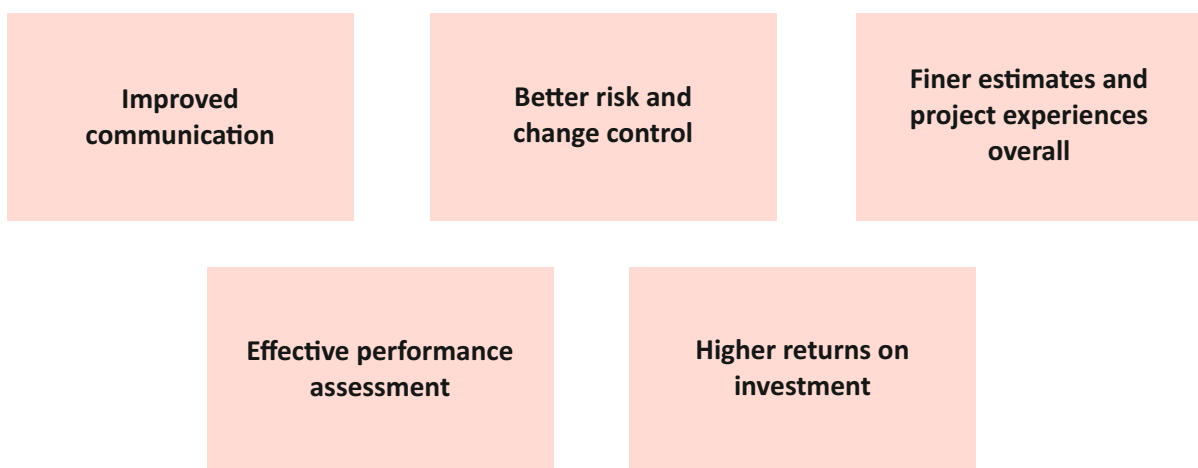 Improved
communication
Better risk and
change control
Finer estimates and
project experiences
overall
Effective performance
assessment
Higher returns on
investment